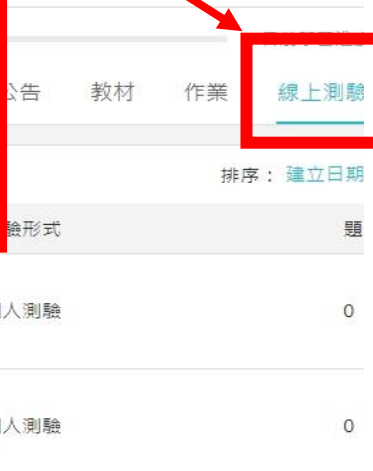 公告 教材 作業 線上測驗
排序： 建立日期
驗形式 題
人測驗 0
人測驗 0